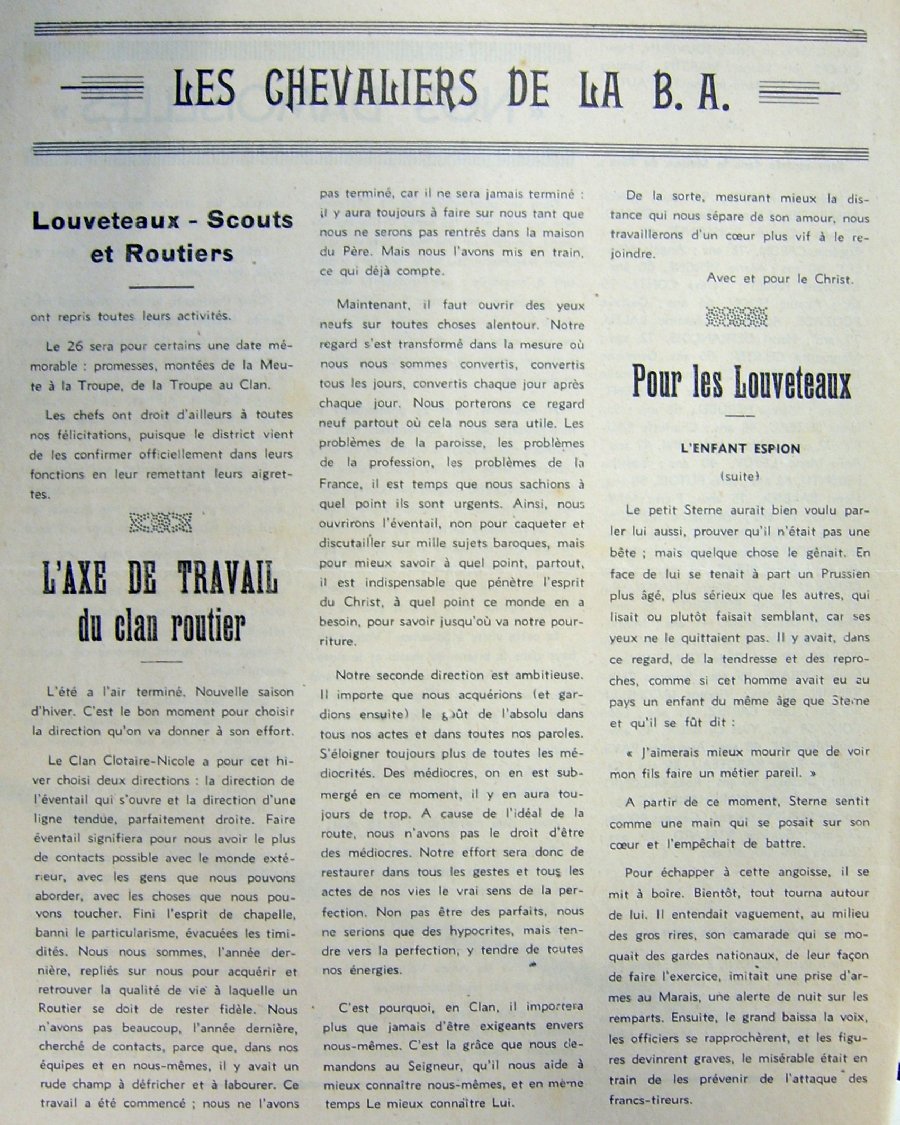 LES CHEVALIERS DE LA B. A.
Louveteaux - Scouts
et Routiers
ont repris toutes leurs activités.
Le 26 sera pour certains une date mé-
morable : promesses, montées de la Meu-
te à la Troupe, de la Troupe au Clan.
Les chefs ont droit d'ailleurs à toutes
nos félicitations, puisque le district vient
de les confirmer officiellement dans leurs
fonctions en leur remettant leurs aigret-
tes.
L'AXE DE TRAVAIL
du clan routier
L'été a l'air terminé. Nouvelle saison
d'hiver. C'est le bon moment pour choisir
la direction qu'on va donner à son effort.
Le Clan Clotaire-Nicole a pour cet hi-
ver choisi deux directions : la direction de
l'éventail qui s'ouvre et la direction d'une
ligne tendue, parfaitement droite. Faire
éventail signifiera pour nous avoir le plus
de contacts possible avec le monde exté-
rieur, avec les gens que nous pouvons
aborder, avec les choses que nous pou-
vons toucher. Fini l'esprit de chapelle,
banni le particularisme, évacuées les timi-
dités. Nous nous sommes, l'année der-
nière, repliés sur nous pour acquérir et
retrouver la qualité de vie à laquelle un
Routier se doit de rester fidèle. Nous
n'avons pas beaucoup, l'année dernière,
cherché de contacts, parce que, dans nos
équipes et en nous-mêmes, il y avait un
rude champ à défricher et à labourer. Ce
travail a été commencé ; nous ne l'avons
pas terminé, car il ne sera jamais terminé :
il y aura toujours à faire sur nous tant que
nous ne serons pas rentrés dans la maison
du Père. Mais nous l'avons mis en train,
ce qui déjà compte.
Maintenant, il faut ouvrir des yeux
neufs sur toutes choses alentour. Notre
regard s'est transformé dans la mesure où
nous nous sommes convertis, convertis
tous les jours, convertis chaque jour après
chaque jour. Nous porterons ce regard
neuf partout où cela nous sera utile. Les
problèmes de la paroisse, les problèmes
de la profession, les problèmes de la
France, il est temps que nous sachions à
quel point ils sont urgents. Ainsi, nous
ouvrirons l'éventail, non pour caqueter et
discutailler sur mille sujets baroques, mais
pour mieux savoir à quel point, partout,
il est indispensable que pénètre l'esprit
du Christ, à quel point ce monde en a
besoin, pour savoir jusqu'où va notre pour-
riture.
Notre seconde direction est ambitieuse.
Il importe que nous acquérions (et gar-
dions ensuite) le goût de l'absolu dans
tous nos actes et dans toutes nos paroles.
S'éloigner toujours plus de toutes les mé-
diocrités. Des médiocres, on en est sub-
mergé en ce moment, il y en aura tou-
jours de trop. A cause de l'idéal de la
route, nous n'avons pas le droit d'être
des médiocres. Notre effort sera donc de
restaurer dans tous les gestes et tous les
actes de nos vies le vrai sens de la per-
fection. Non pas être des parfaits, nous
ne serions que des hypocrites, mais ten-
dre vers la perfection, y tendre de toutes
nos énergies.
C'est pourquoi, en Clan, il importera
plus que jamais d'être exigeants envers
nous-mêmes. C'est la grâce que nous de-
mandons au Seigneur, qu'il nous aide à
mieux connaître nous-mêmes, et en même
temps Le mieux connaître Lui.
De la sorte, mesurant mieux la dis-
tance qui nous sépare de son amour, nous
travaillerons d'un cœur plus vif à le re-
joindre.
Avec et pour le Christ.
Pour les Louveteaux
L'ENFANT ESPION
(suite)
Le petit Sterne aurait bien voulu par-
ler lui aussi, prouver qu'il n'était pas une
bête ; mais quelque chose le gênait. En
face de lui se tenait à part un Prussien
plus âgé, plus sérieux que les autres, qui
lisait ou plutôt faisait semblant, car ses
yeux ne le quittaient pas. Il y avait, dans
ce regard, de la tendresse et des repro-
ches, comme si cet homme avait eu au
pays un enfant du même âge que Sterne
et qu'il se fût dit :
« J'aimerais mieux mourir que de voir
mon fils faire un métier pareil. »
A partir de ce moment, Sterne sentit
comme une main qui se posait sur son
cœur et l'empêchait de battre.
Pour échapper à cette angoisse, il se
mit à boire. Bientôt, tout tourna autour
de lui. Il entendait vaguement, au milieu
des gros rires, son camarade qui se mo-
quait des gardes nationaux, de leur façon
de faire l'exercice, imitait une prise d'ar-
mes au Marais, une alerte de nuit sur les
remparts. Ensuite, le grand baissa la voix,
les officiers se rapprochèrent, et les figu-
res devinrent graves, le misérable était en
train de les prévenir de l'attaque des
francs-tireurs.